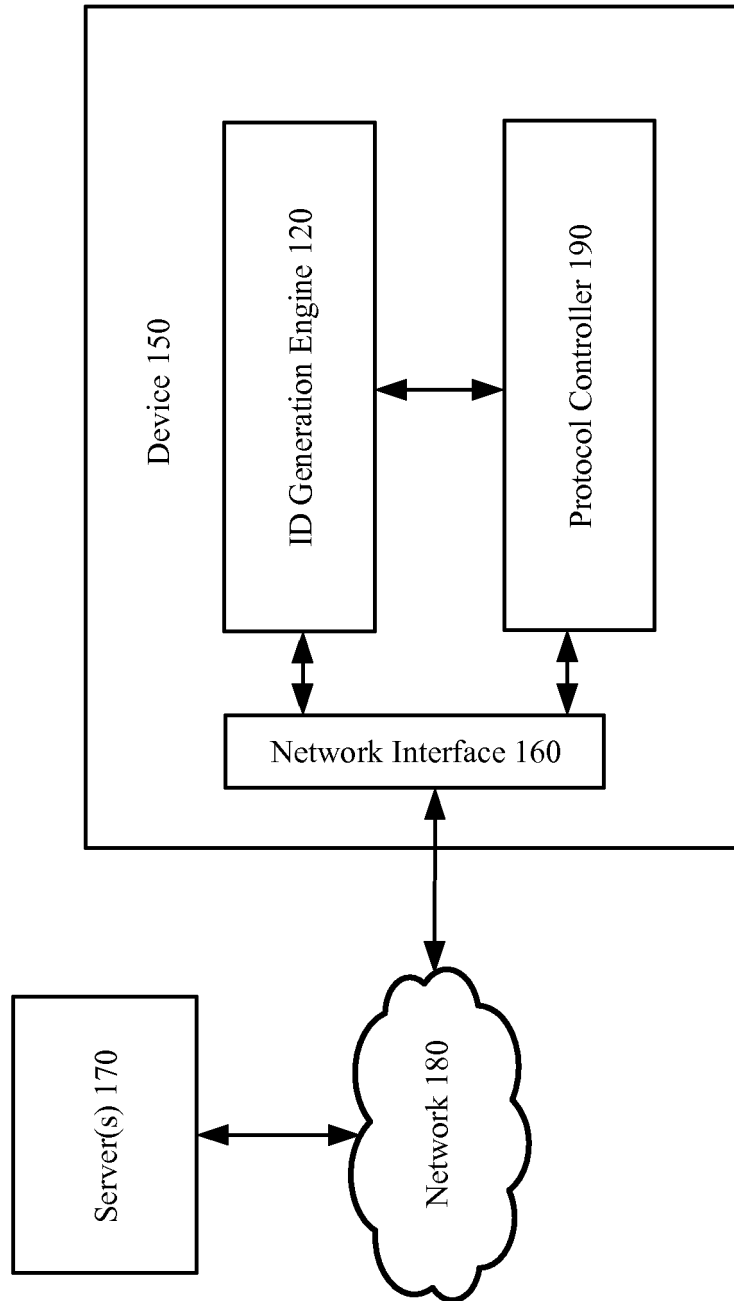 Device 150
ID Generation Engine 120
Protocol Controller 190
Network Interface 160
Server(s) 170
Network 180